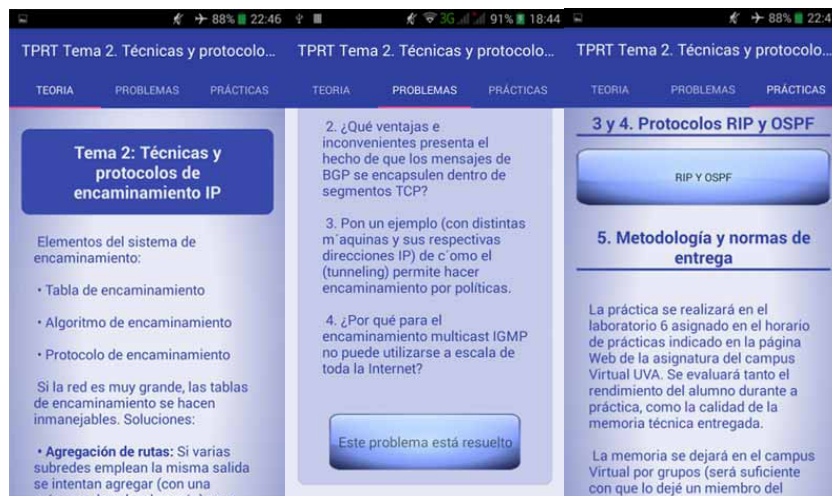 88% 22:46
TPRT Tema 2. Técnicas y protocolo...
TEORIA PROBLEMAS PRÁCTICAS
Tema 2: Técnicas y
protocolos de
encaminamiento IP
Elementos del sistema de
encaminamiento:
• Tabla de encaminamiento
• Algoritmo de encaminamiento
• Protocolo de encaminamiento
Si la red es muy grande, las tablas
de encaminamiento se hacen
inmanejables. Soluciones:
• Agregación de rutas: Si varias
subredes emplean la misma salida
se intentan agregar (con una
3G 91% 18:44
TPRT Tema 2. Técnicas y protocolo...
TEORIA PROBLEMAS PRÁCTICAS
2. ¿Qué ventajas e
inconvenientes presenta el
hecho de que los mensajes de
BGP se encapsulen dentro de
segmentos TCP?
3. Pon un ejemplo (con distintas
m´aquinas y sus respectivas
direcciones IP) de c´omo el
(tunneling) permite hacer
encaminamiento por políticas.
4. ¿Por qué para el
encaminamiento multicast IGMP
no puede utilizarse a escala de
toda la Internet?
Este problema está resuelto
88% 22:4
TPRT Tema 2. Técnicas y protocolo...
TEORIA PROBLEMAS PRÁCTICAS
3 y 4. Protocolos RIP y OSPF
RIP Y OSPF
5. Metodología y normas de
entrega
La práctica se realizará en el
laboratorio 6 asignado en el horario
de prácticas indicado en la página
Web de la asignatura del campus
Virtual UVA. Se evaluará tanto el
rendimiento del alumno durante a
práctica, como la calidad de la
memoria técnica entregada.
La memoria se dejará en el campus
Virtual por grupos (será suficiente
con que lo dejé un miembro del